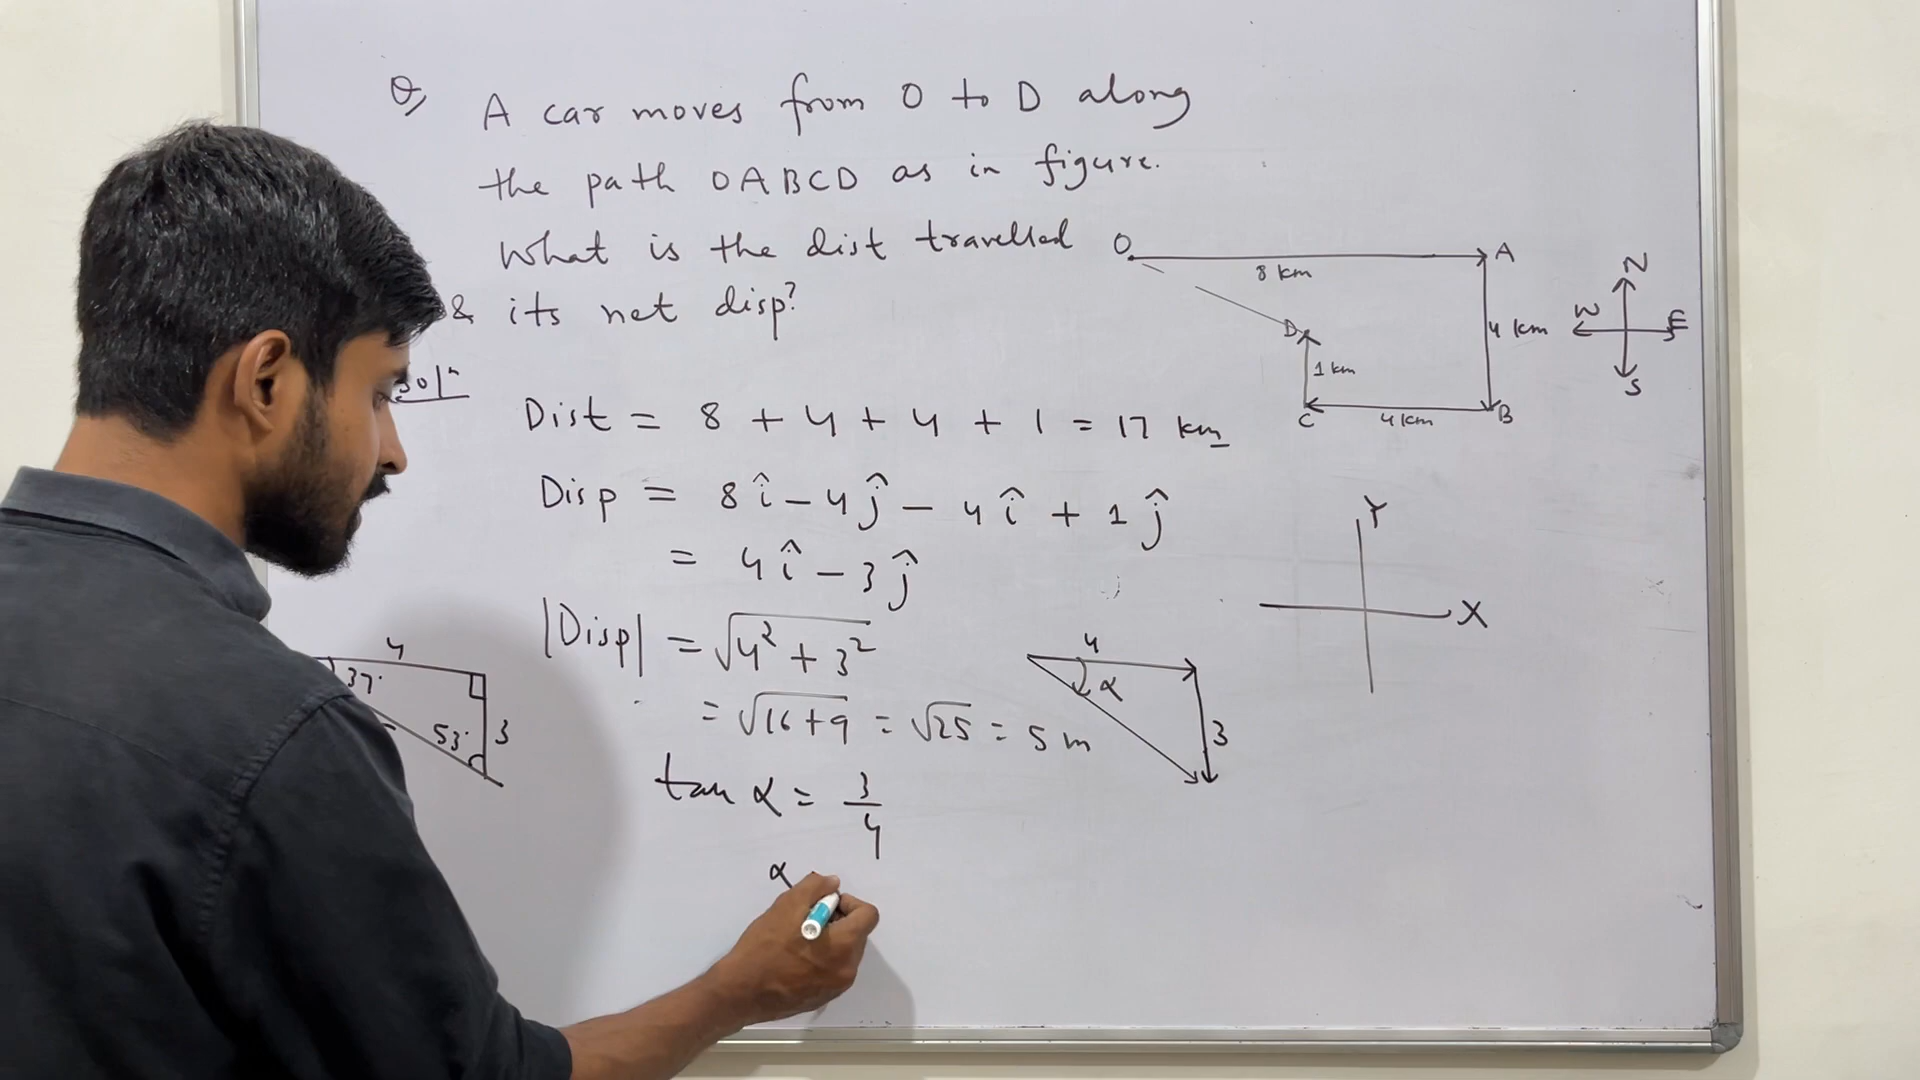 Q, A car moves from O to D along
the path OABCD as in figure.
What is the dist travelled
& its net disp?
O
8 km
A
4 km
B
4 km
C
1 km
D
N
W
E
S
Solⁿ
Dist = 8 + 4 + 4 + 1 = 17 km
Disp = 8î - 4ĵ - 4î + 1ĵ
= 4î - 3ĵ
|Disp| = √4² + 3²
= √16+9 = √25 = 5 m
tan α = 3/4
α
4
37°
53°
3
4
α
3
Y
X